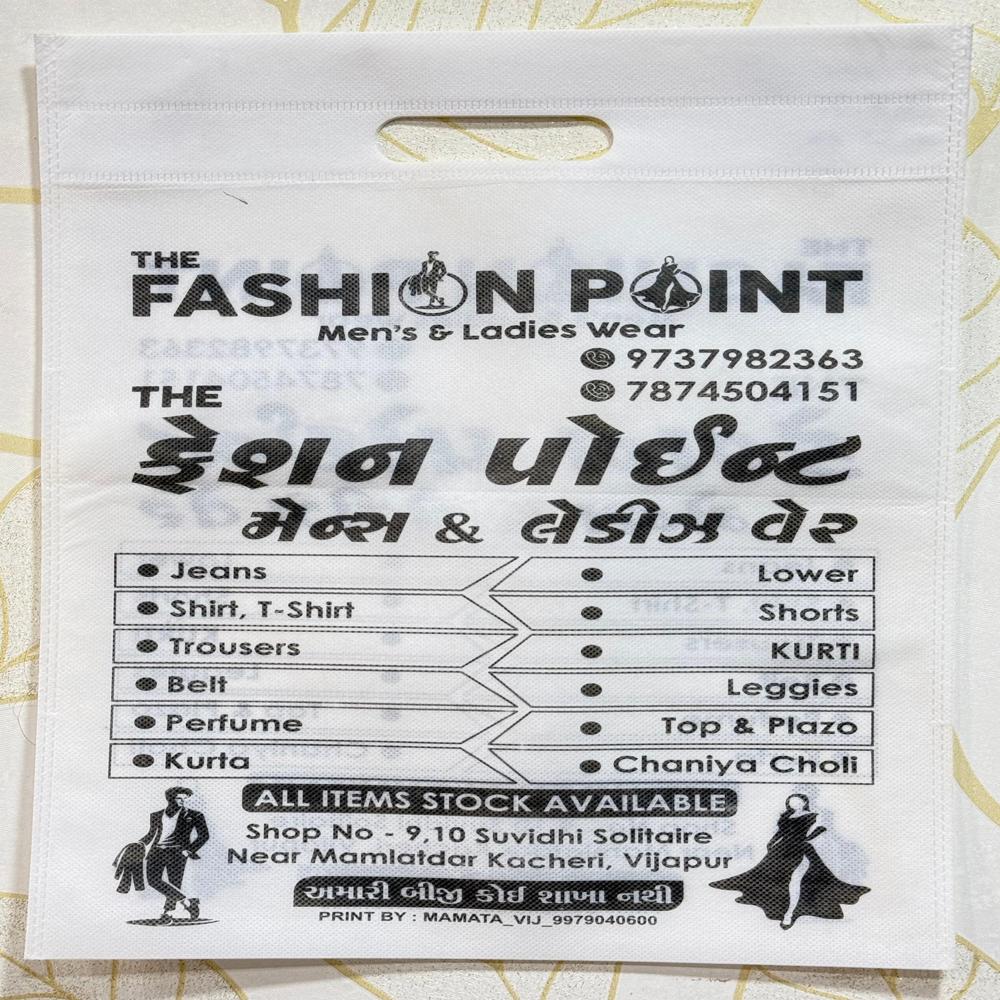 THE
FASHION POINT
Men's & Ladies Wear
9737982363
7874504151
THE
ફેશન પોઈન્ટ
મેન્સ & લેડીઝ વેર
● Jeans
● Lower
● Shirt, T-Shirt
● Shorts
● Trousers
● KURTI
● Belt
● Leggies
● Perfume
● Top & Plazo
● Kurta
● Chaniya Choli
ALL ITEMS STOCK AVAILABLE
Shop No - 9,10 Suvidhi Solitaire
Near Mamlatdar Kacheri, Vijapur
અમારી બીજી કોઈ શાખા નથી
PRINT BY : MAMATA_VIJ_9979040600